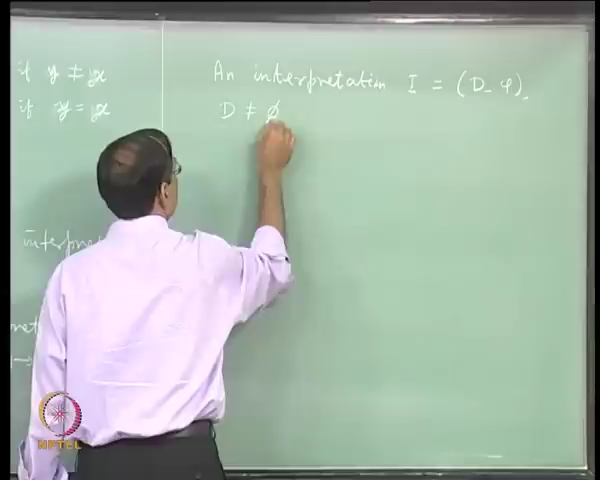 if y ≠ x
if y = x
An interpretation I = (D, φ).
D ≠ ∅
NPTEL